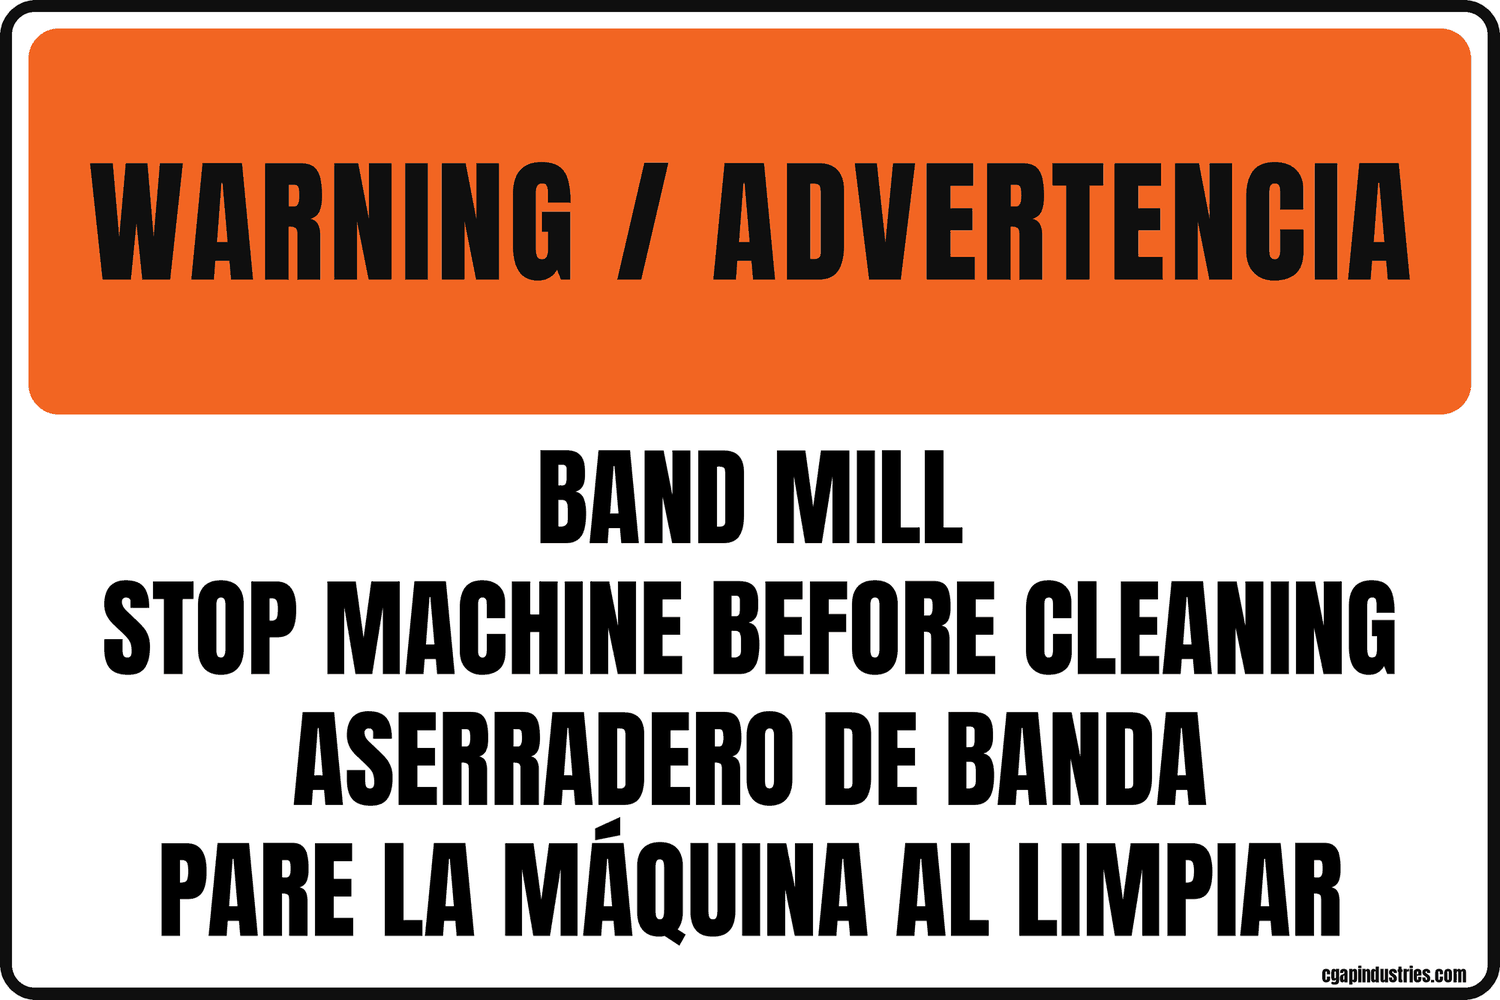 WARNING / ADVERTENCIA
BAND MILL
STOP MACHINE BEFORE CLEANING
ASERRADERO DE BANDA
PARE LA MÁQUINA AL LIMPIAR
cgapindustries.com